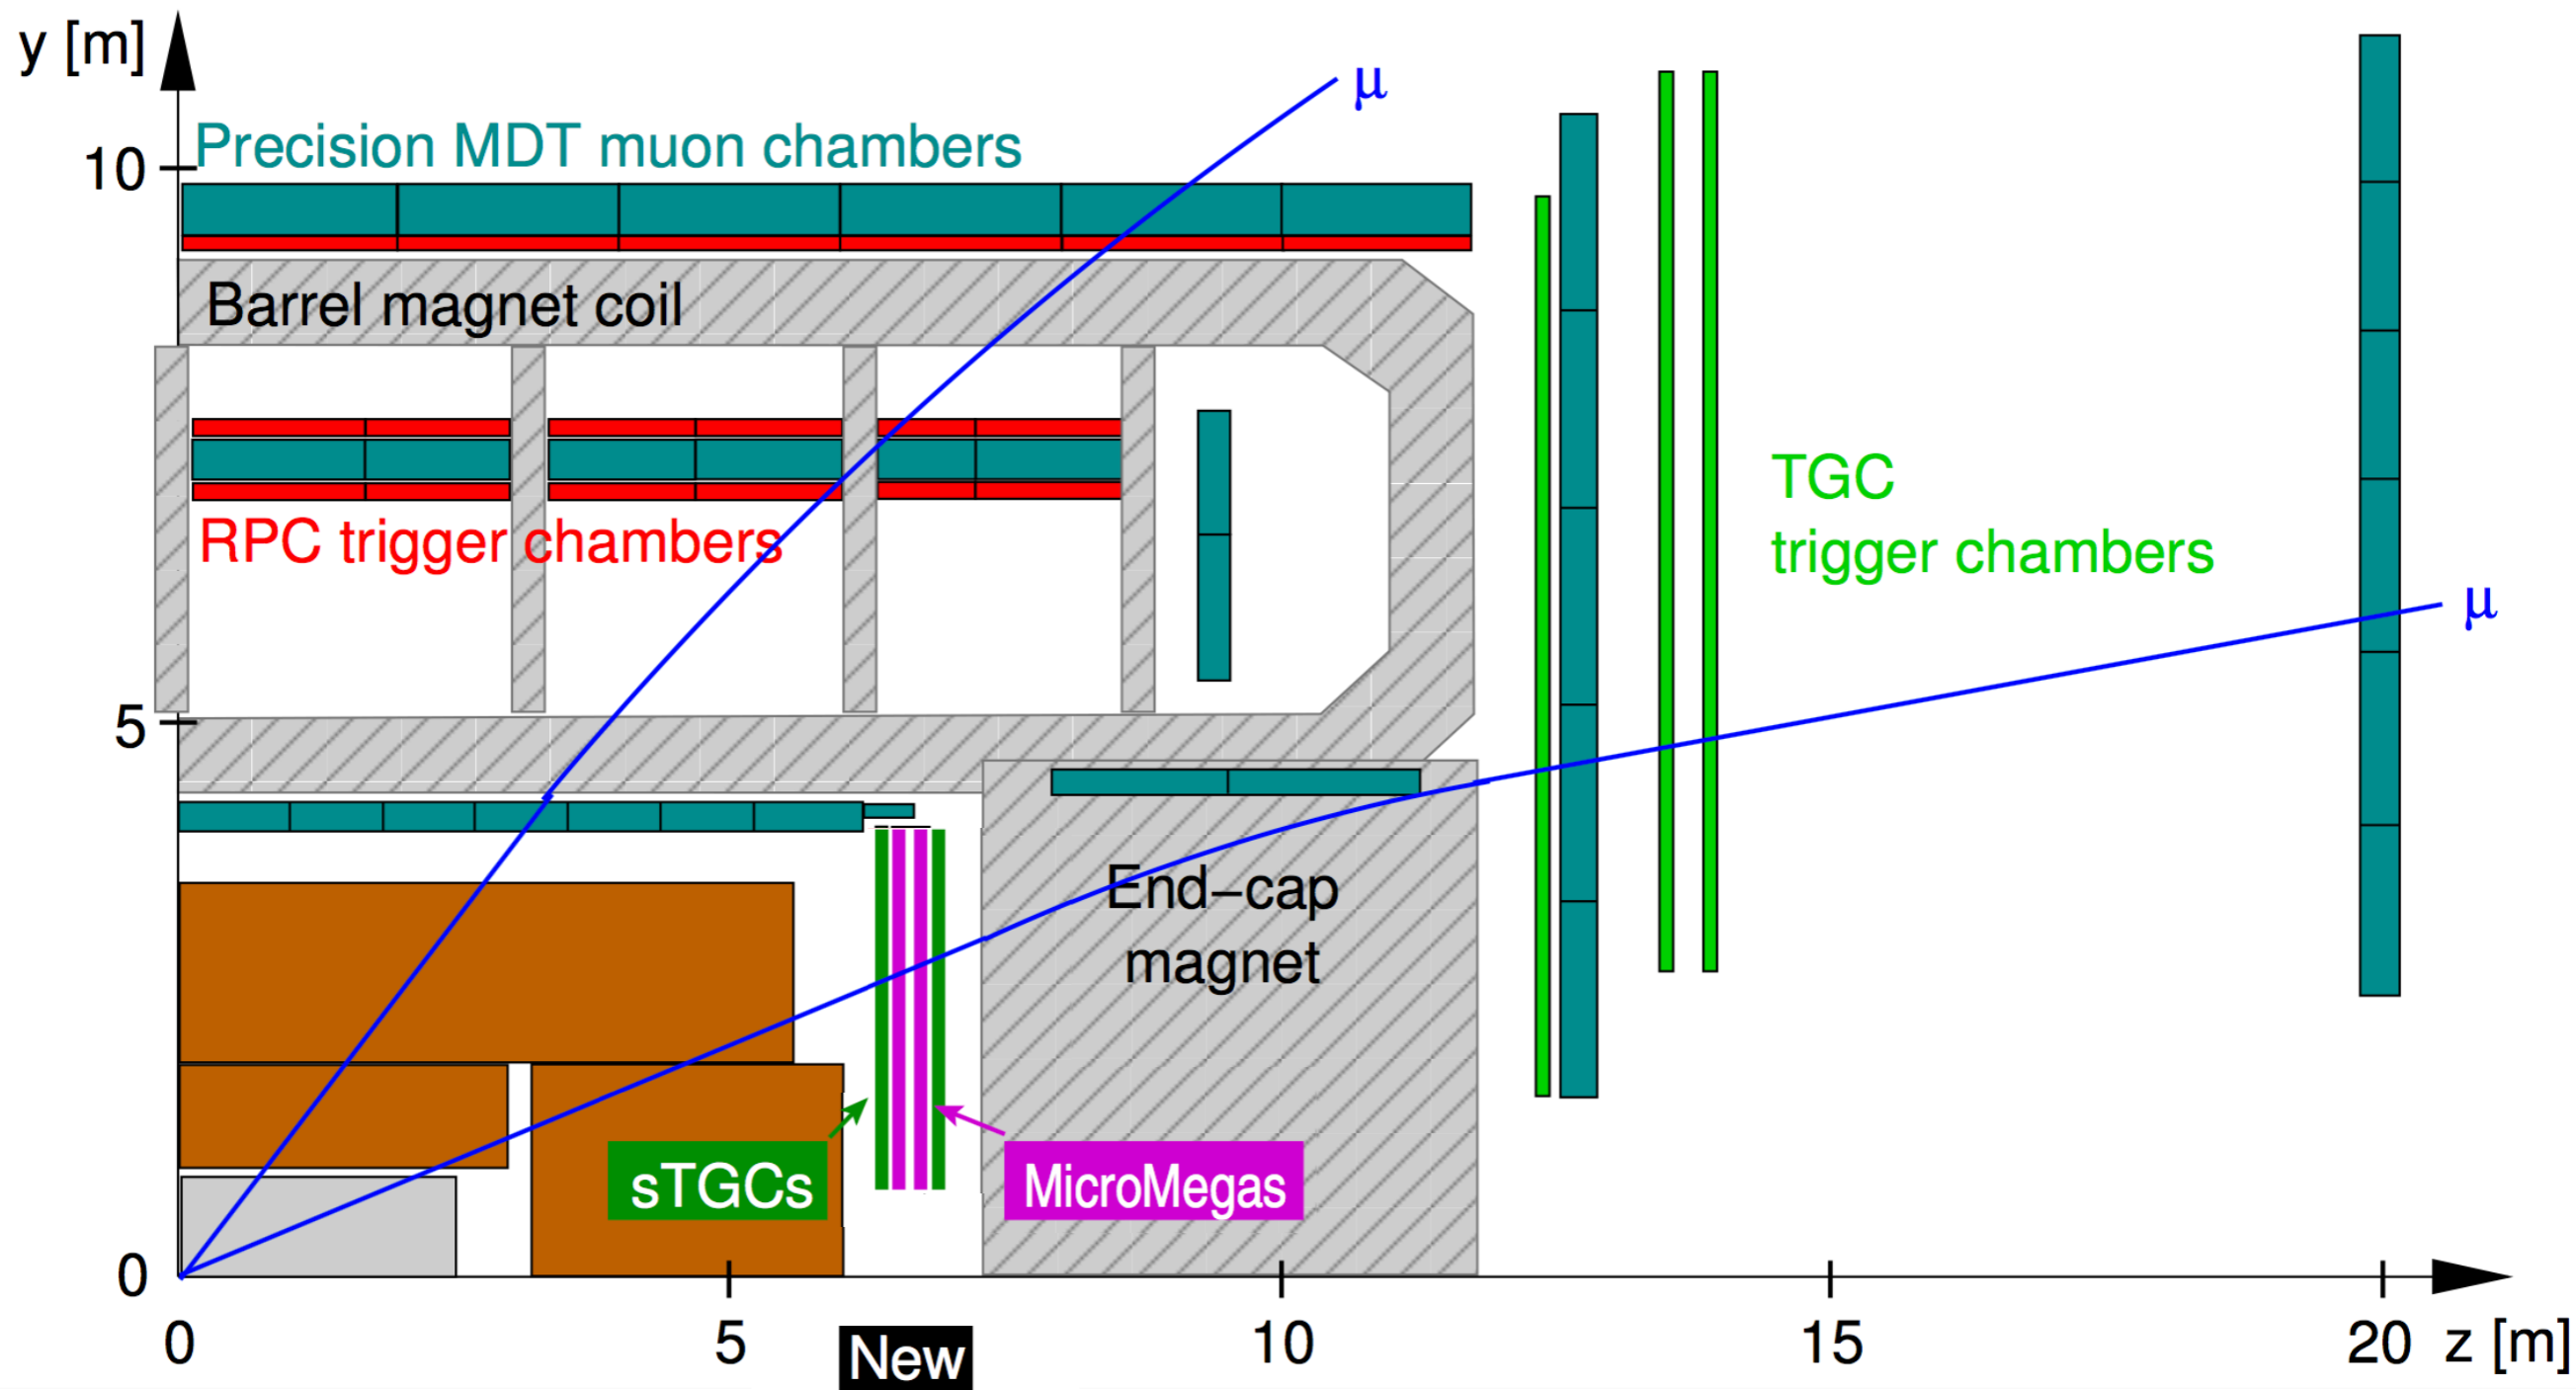 y [m]
μ
Precision MDT muon chambers
10
Barrel magnet coil
TGC
RPC trigger chambers
trigger chambers
μ
5
End–cap
magnet
sTGCs
MicroMegas
0
0
5
10
15
20
z [m]
New